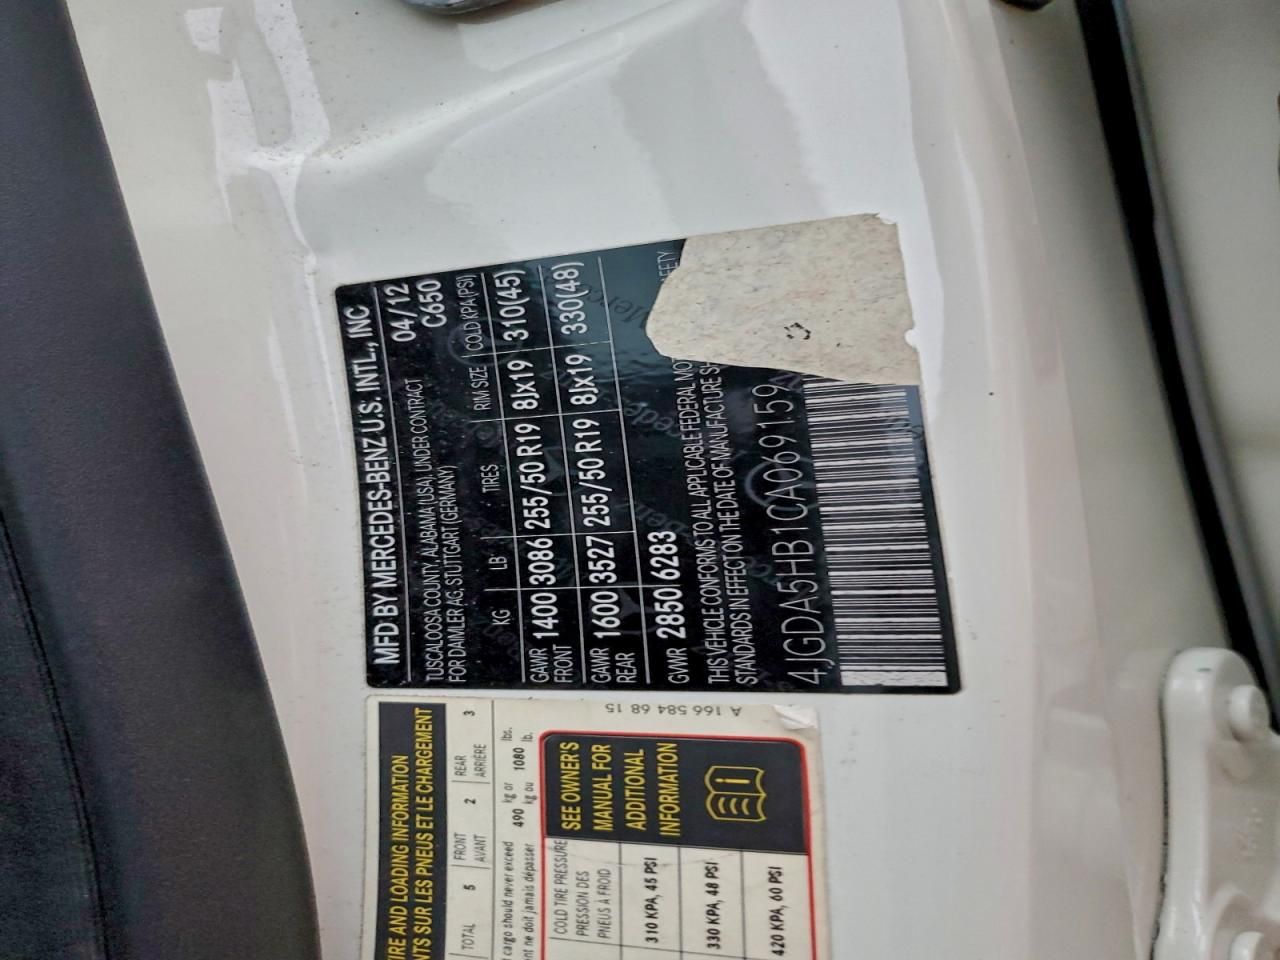 MFD BY MERCEDES-BENZ U.S. INTL., INC
TUSCALOOSA COUNTY, ALABAMA (USA), UNDER CONTRACT 04/12
FOR DAIMLER AG, STUTTGART (GERMANY) C650
KG LB TIRES RIM SIZE COLD KPA(PSI)
GAWR FRONT 1400 3086 255/50 R19 8Jx19 310(45)
GAWR REAR 1600 3527 255/50 R19 8Jx19 330(48)
GVWR 2850 6283
THIS VEHICLE CONFORMS TO ALL APPLICABLE FEDERAL MOT FETY
STANDARDS IN EFFECT ON THE DATE OF MANUFACTURE SH
4JGDA5HB1CA069159
A 166 584 68 15
IRE AND LOADING INFORMATION
NTS SUR LES PNEUS ET LE CHARGEMENT
TOTAL 5 FRONT AVANT 2 REAR ARRIÈRE 3
cargo should never exceed 490 kg or lbs.
nt ne doit jamais dépasser kg ou 1080 lb.
COLD TIRE PRESSURE
PRESSION DES
PNEUS À FROID
310 KPA, 45 PSI
330 KPA, 48 PSI
420 KPA, 60 PSI
SEE OWNER'S
MANUAL FOR
ADDITIONAL
INFORMATION